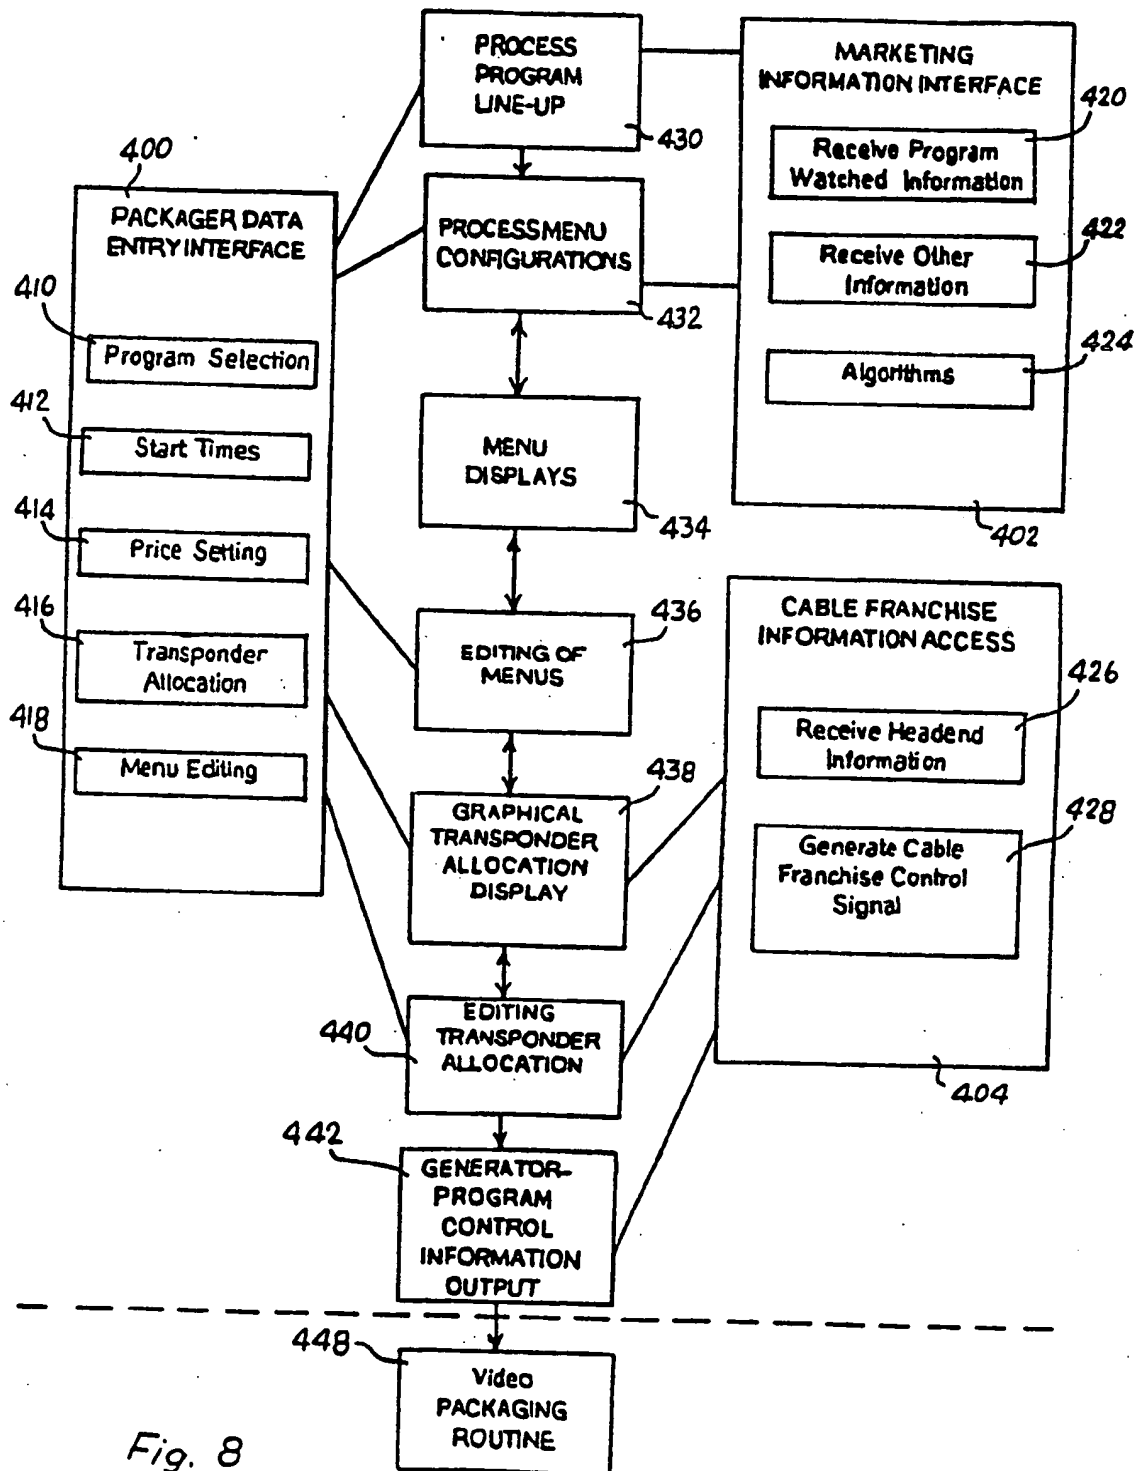 PROCESS
PROGRAM
LINE-UP
430
MARKETING
INFORMATION INTERFACE
420
Receive Program
Watched Information
422
Receive Other
Information
424
Algorithms
402
400
PACKAGER DATA
ENTRY INTERFACE
410
Program Selection
412
Start Times
414
Price Setting
416
Transponder
Allocation
418
Menu Editing
PROCESS MENU
CONFIGURATIONS
432
MENU
DISPLAYS
434
436
EDITING OF
MENUS
438
GRAPHICAL
TRANSPONDER
ALLOCATION
DISPLAY
CABLE FRANCHISE
INFORMATION ACCESS
426
Receive Headend
Information
428
Generate Cable
Franchise Control
Signal
404
440
EDITING
TRANSPONDER
ALLOCATION
442
GENERATOR-
PROGRAM
CONTROL
INFORMATION
OUTPUT
448
Video
PACKAGING
ROUTINE
Fig. 8